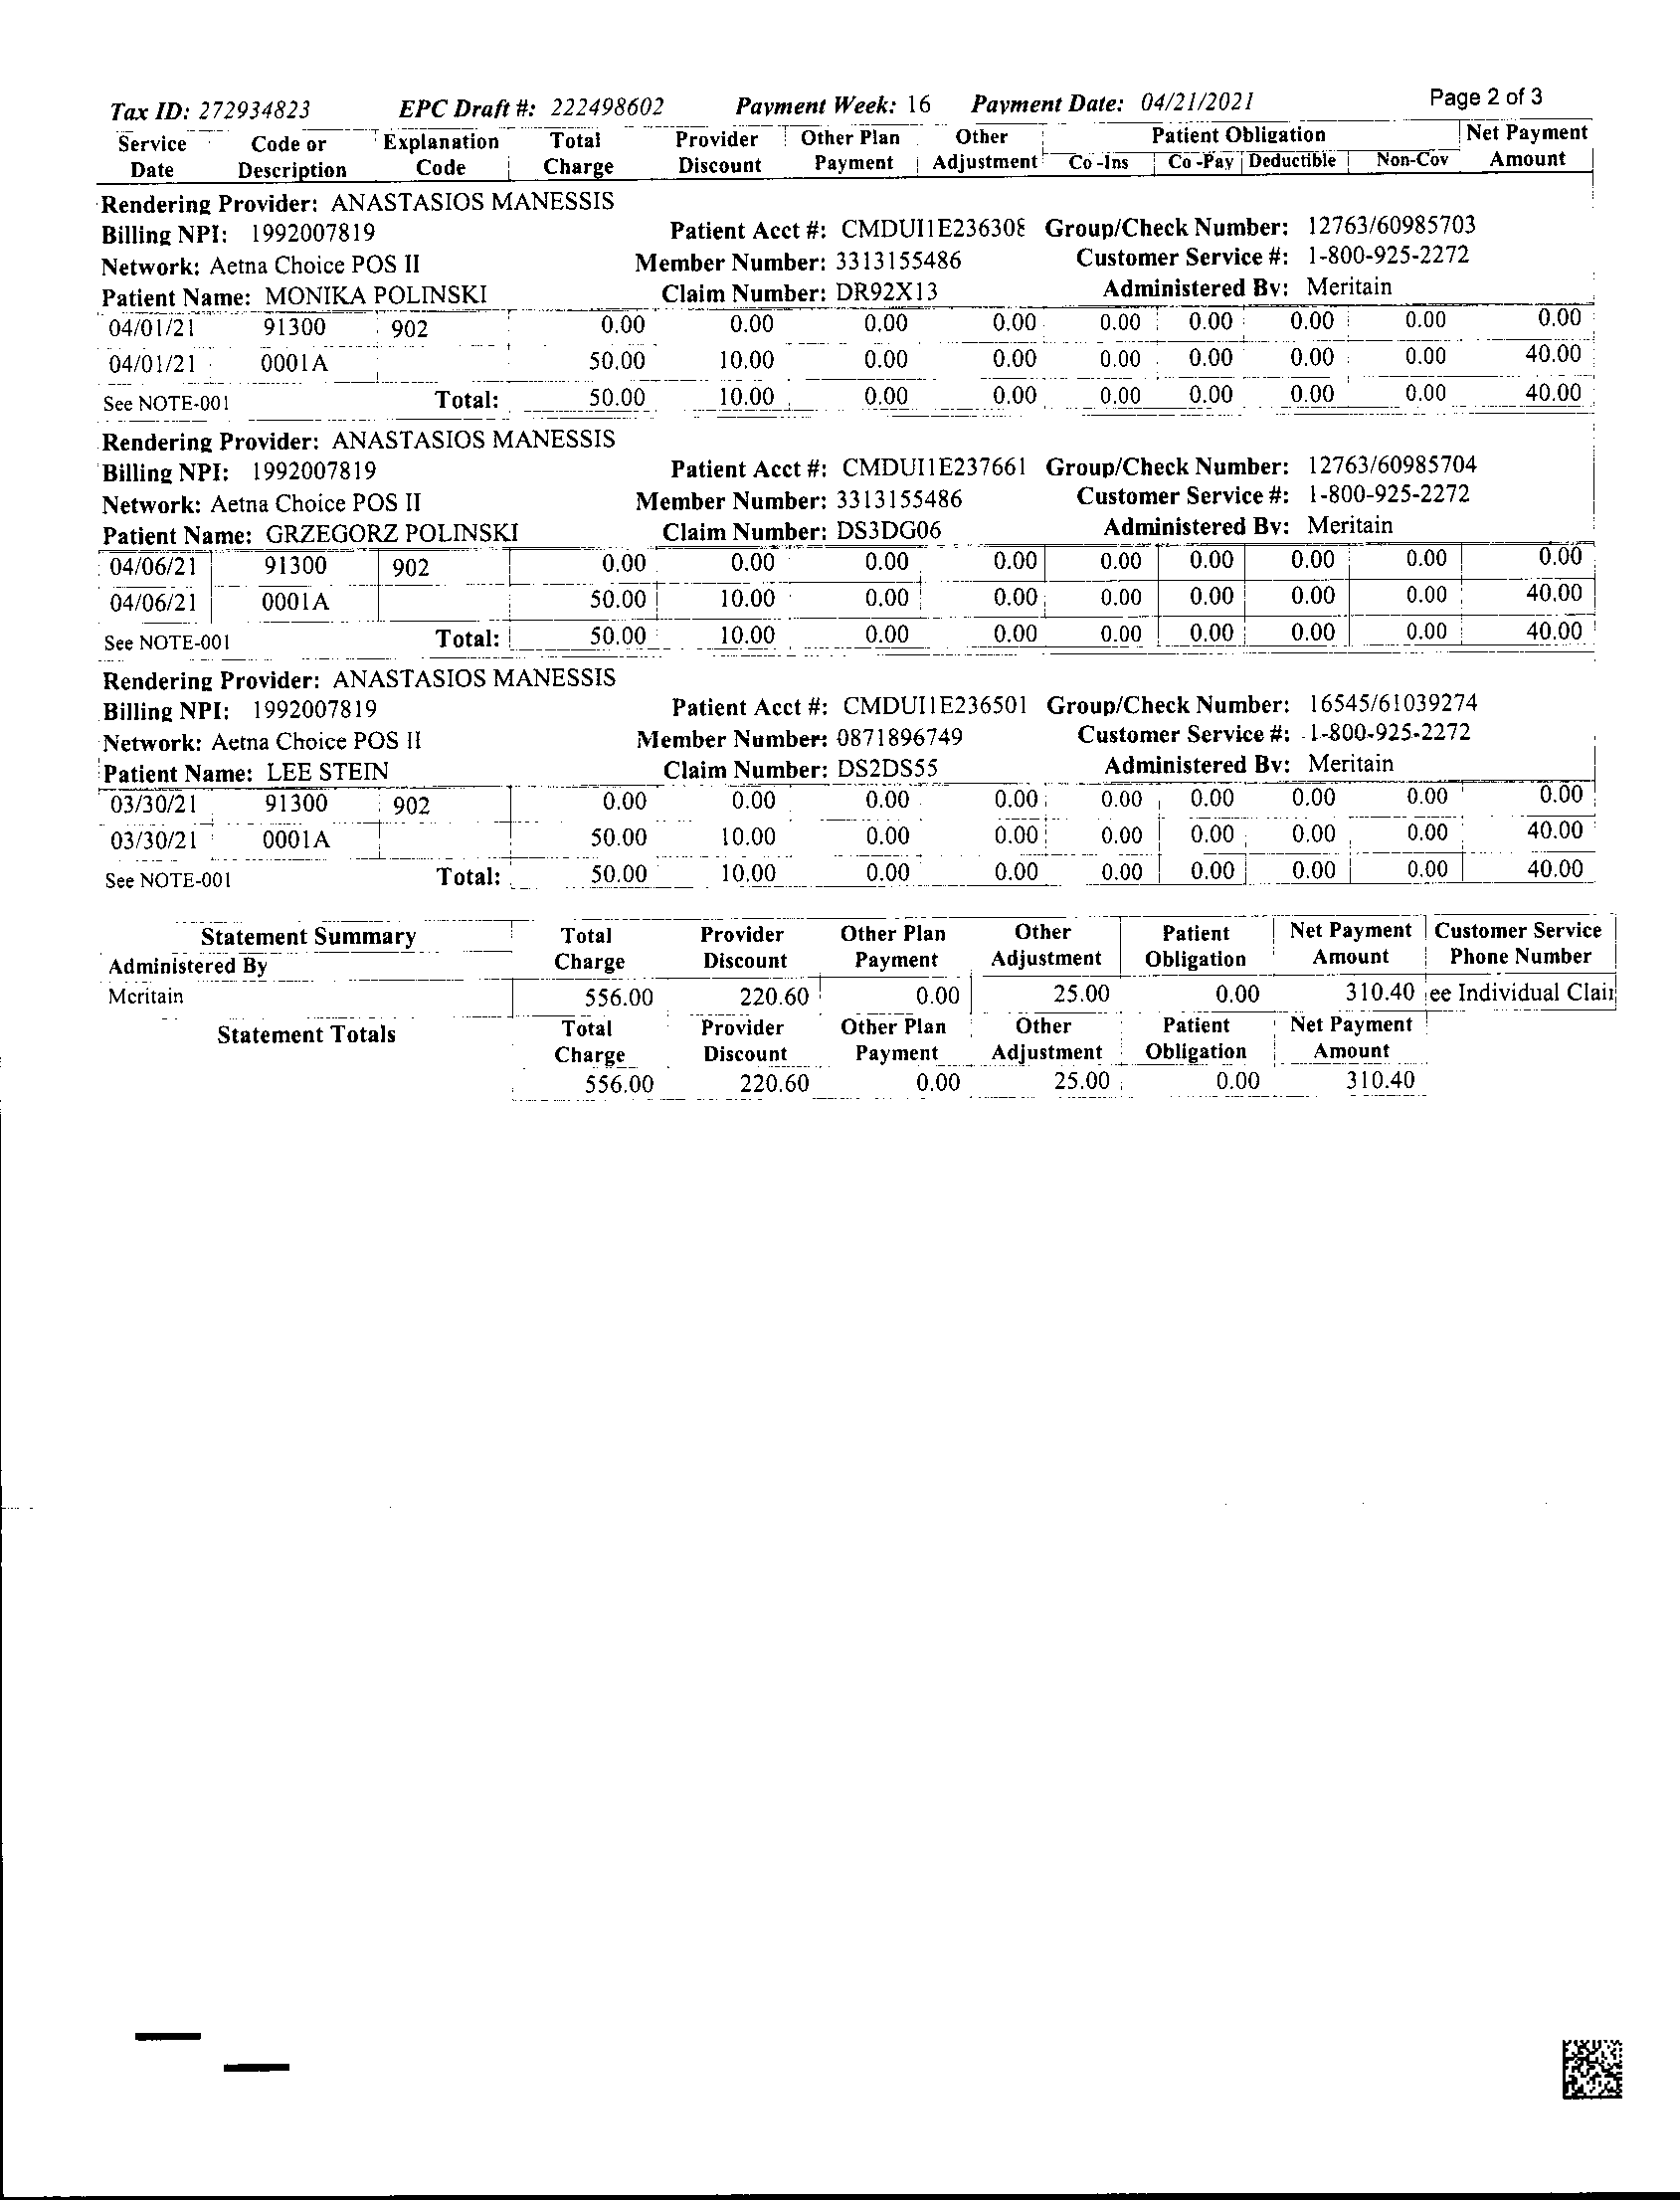 Tax ID: 272934823 EPC Draft #: 222498602 Payment Week: 16 Payment Date: 04/21/2021 Page 2 of 3
Service Code or Explanation Total Provider Other Plan Other Patient Obligation Net Payment
Date Description Code Charge Discount Payment Adjustment Co-Ins Co-Pay Deductible Non-Cov Amount
Rendering Provider: ANASTASIOS MANESSIS
Billing NPI: 1992007819 Patient Acct #: CMDUI1E236308 Group/Check Number: 12763/60985703
Network: Aetna Choice POS II Member Number: 3313155486 Customer Service #: 1-800-925-2272
Patient Name: MONIKA POLINSKI Claim Number: DR92X13 Administered By: Meritain
04/01/21 91300 902 0.00 0.00 0.00 0.00 0.00 0.00 0.00 0.00 0.00
04/01/21 0001A 50.00 10.00 0.00 0.00 0.00 0.00 0.00 0.00 40.00
See NOTE-001 Total: 50.00 10.00 0.00 0.00 0.00 0.00 0.00 0.00 40.00
Rendering Provider: ANASTASIOS MANESSIS
Billing NPI: 1992007819 Patient Acct #: CMDUI1E237661 Group/Check Number: 12763/60985704
Network: Aetna Choice POS II Member Number: 3313155486 Customer Service #: 1-800-925-2272
Patient Name: GRZEGORZ POLINSKI Claim Number: DS3DG06 Administered By: Meritain
04/06/21 91300 902 0.00 0.00 0.00 0.00 0.00 0.00 0.00 0.00 0.00
04/06/21 0001A 50.00 10.00 0.00 0.00 0.00 0.00 0.00 0.00 40.00
See NOTE-001 Total: 50.00 10.00 0.00 0.00 0.00 0.00 0.00 0.00 40.00
Rendering Provider: ANASTASIOS MANESSIS
Billing NPI: 1992007819 Patient Acct #: CMDUI1E236501 Group/Check Number: 16545/61039274
Network: Aetna Choice POS II Member Number: 0871896749 Customer Service #: 1-800-925-2272
Patient Name: LEE STEIN Claim Number: DS2DS55 Administered By: Meritain
03/30/21 91300 902 0.00 0.00 0.00 0.00 0.00 0.00 0.00 0.00 0.00
03/30/21 0001A 50.00 10.00 0.00 0.00 0.00 0.00 0.00 0.00 40.00
See NOTE-001 Total: 50.00 10.00 0.00 0.00 0.00 0.00 0.00 0.00 40.00
Statement Summary Total Provider Other Plan Other Patient Net Payment Customer Service
Administered By Charge Discount Payment Adjustment Obligation Amount Phone Number
Meritain 556.00 220.60 0.00 25.00 0.00 310.40 ee Individual Clai
Statement Totals Total Provider Other Plan Other Patient Net Payment
Charge Discount Payment Adjustment Obligation Amount
556.00 220.60 0.00 25.00 0.00 310.40